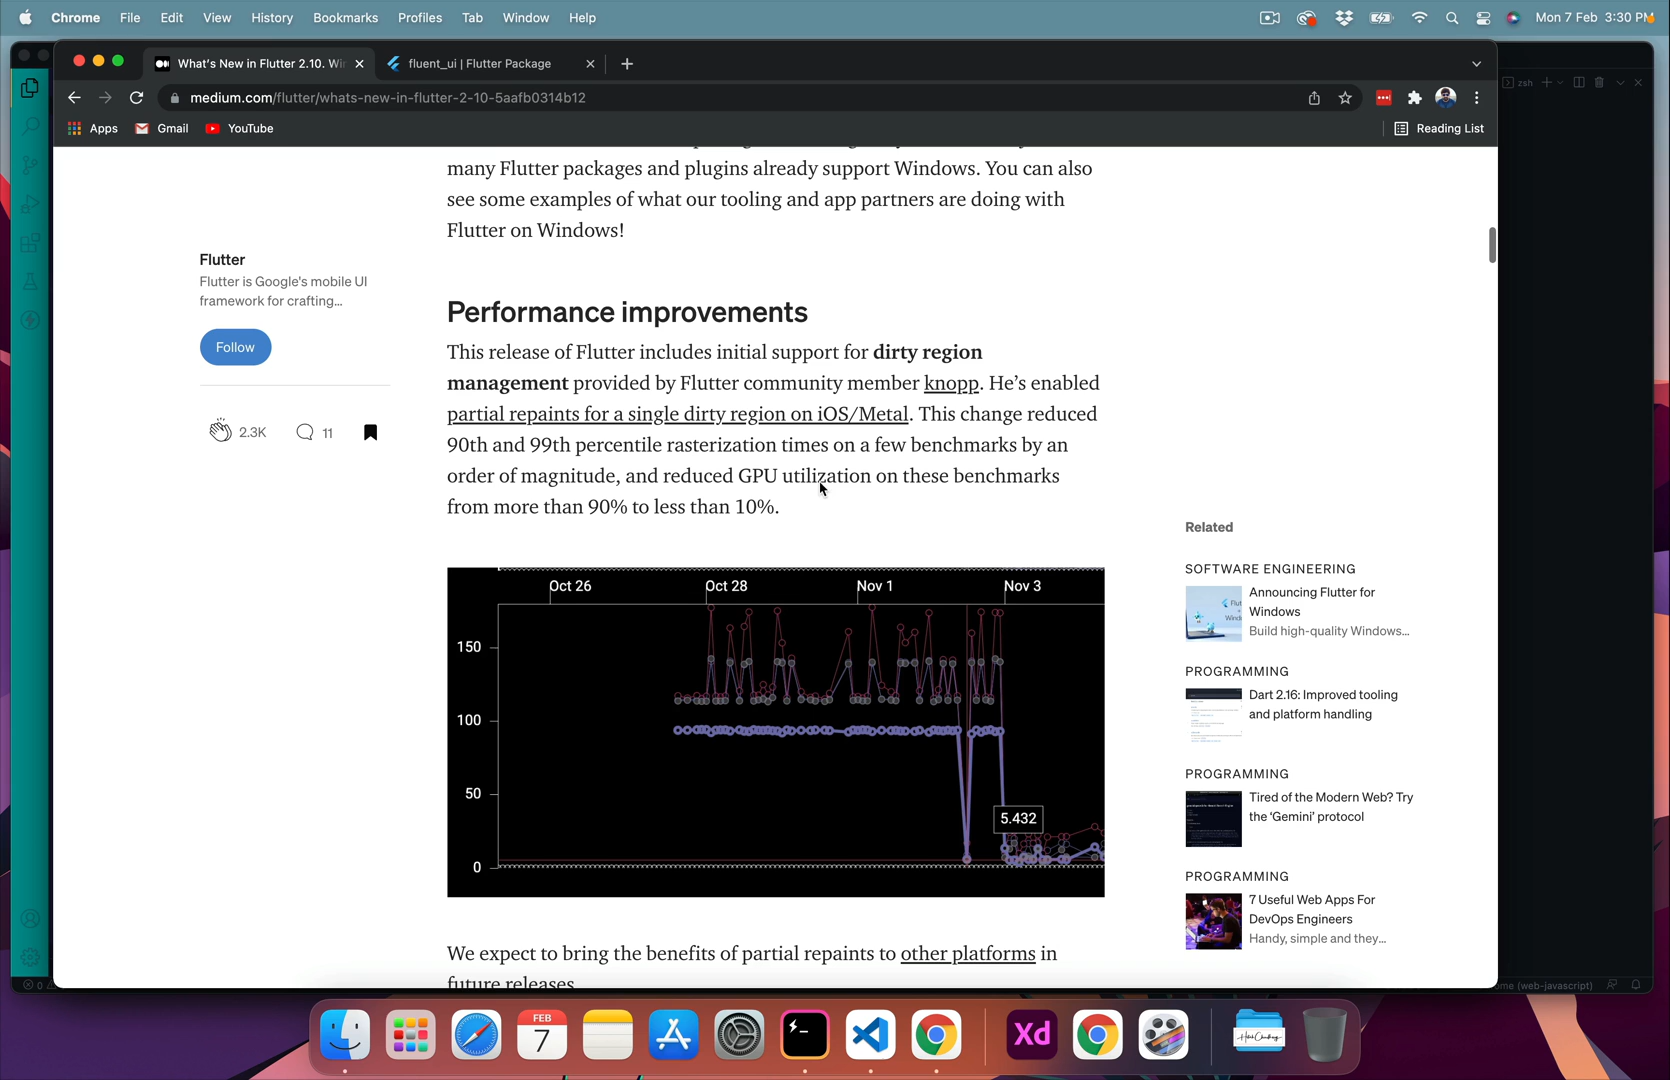 Chrome File Edit View History Bookmarks Profiles Tab Window Help Mon 7 Feb 3:30 PM
What's New in Flutter 2.10. Wi
fluent_ui | Flutter Package
zsh
medium.com/flutter/whats-new-in-flutter-2-10-5aafb0314b12
Apps Gmail YouTube Reading List
many Flutter packages and plugins already support Windows. You can also
see some examples of what our tooling and app partners are doing with
Flutter on Windows!
Flutter
Flutter is Google's mobile UI
framework for crafting...
Follow
2.3K 11
Performance improvements
This release of Flutter includes initial support for dirty region
management provided by Flutter community member knopp. He's enabled
partial repaints for a single dirty region on iOS/Metal. This change reduced
90th and 99th percentile rasterization times on a few benchmarks by an
order of magnitude, and reduced GPU utilization on these benchmarks
from more than 90% to less than 10%.
Oct 26 Oct 28 Nov 1 Nov 3
150
100
50
5.432
0
We expect to bring the benefits of partial repaints to other platforms in
future releases
Related
SOFTWARE ENGINEERING
Announcing Flutter for
Windows
Build high-quality Windows...
PROGRAMMING
Dart 2.16: Improved tooling
and platform handling
PROGRAMMING
Tired of the Modern Web? Try
the 'Gemini' protocol
PROGRAMMING
7 Useful Web Apps For
DevOps Engineers
Handy, simple and they...
0
ome (web-javascript)
FEB
7
Xd